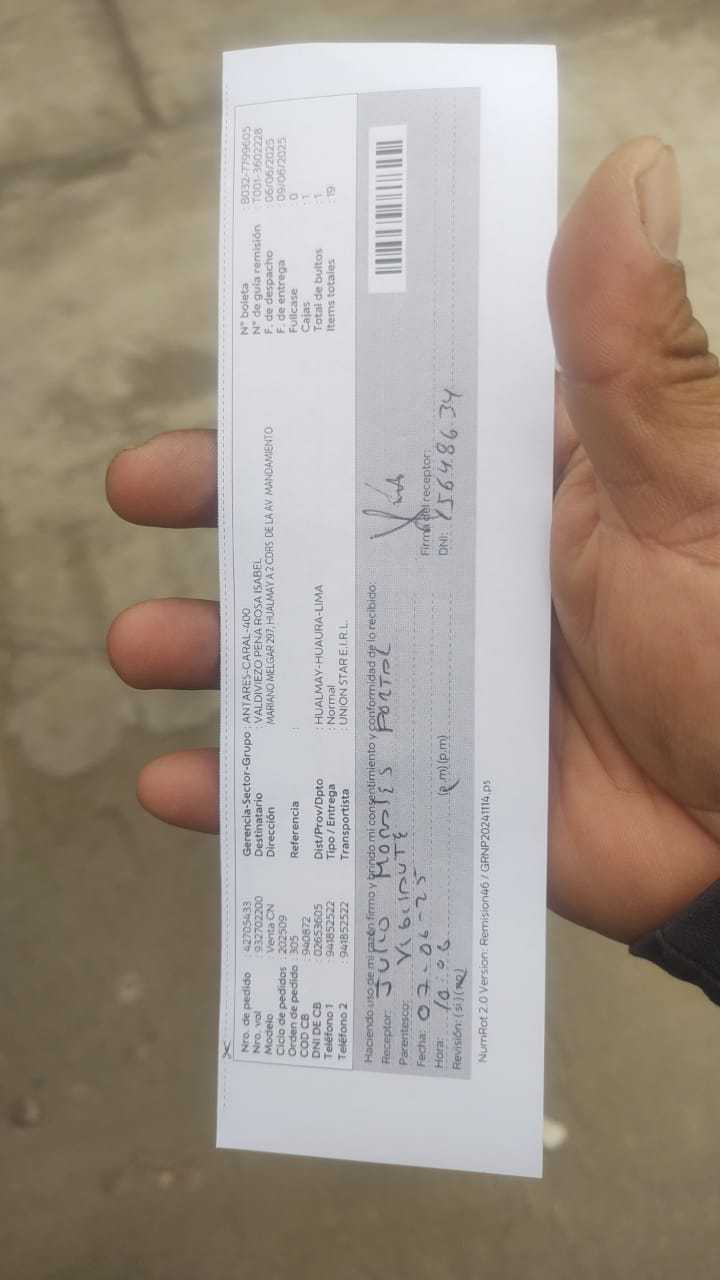 Nro. de pedido : 42705433
Nro. vol : 932702200
Modelo : Venta CN
Ciclo de pedidos : 202509
Orden de pedido : 305
COD CB : 940872
DNI DE CB : 02653605
Teléfono 1 : 941852522
Teléfono 2 : 941852522
Gerencia-Sector-Grupo : ANTARES-CARAL-400
Destinatario : VALDIVIEZO PENA ROSA ISABEL
Dirección : MARIANO MELGAR 297, HUALMAY A 2 CDRS DE LA AV. MANDAMIENTO
Referencia :
Dist/Prov/Dpto : HUALMAY-HUAURA-LIMA
Tipo / Entrega : Normal
Transportista : UNION STAR E.I.R.L.
N° boleta : B032-7799605
N° de guía remisión : T001-3602228
F. de despacho : 06/06/2025
F. de entrega : 09/06/2025
Fullcase : 0
Cajas : 1
Total de bultos : 1
Items totales : 19
Haciendo uso de mi razón firmo y brindo mi consentimiento y conformidad de lo recibido:
Receptor: JULIO MONTES PORTAL
Parentesco:
Fecha: 07-06-25
Hora: 10:06 (a.m)(p.m)
Revisión: (si)(no)
Firma del receptor:
DNI: 15648634
NumRot 2.0 Version: Remision46 / GRNP20241114.ps